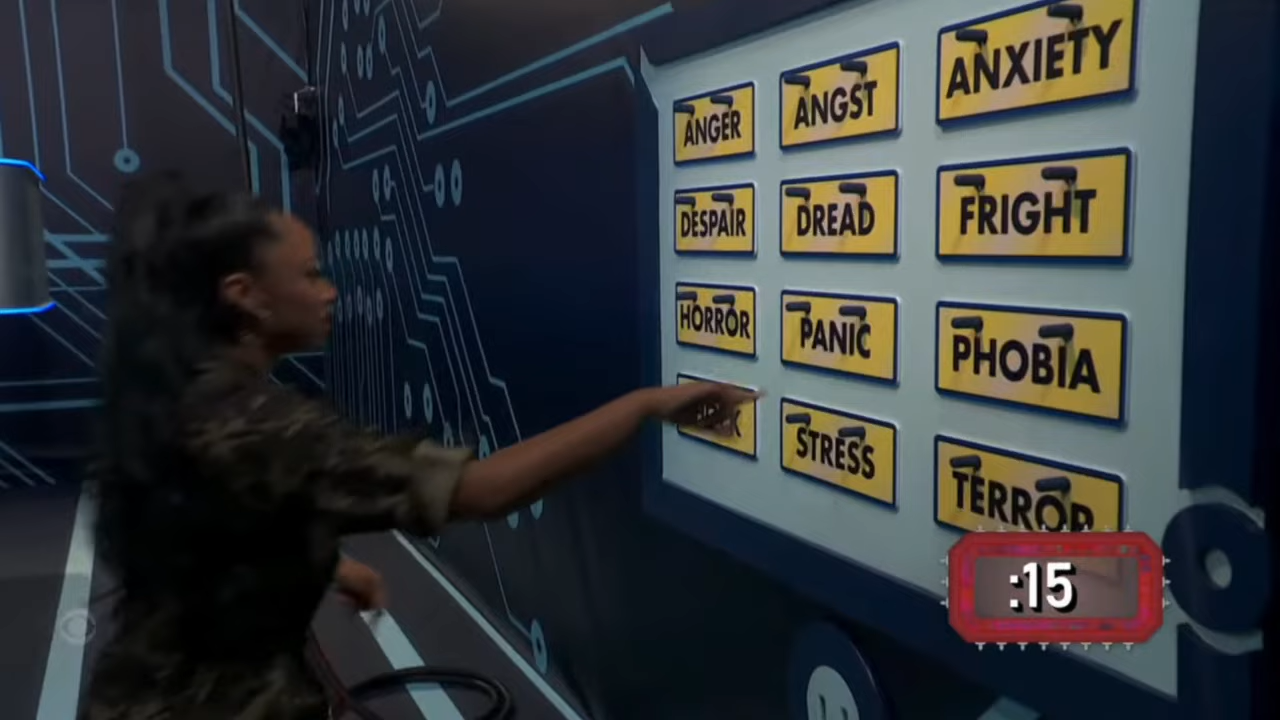 ANGER
ANGST
ANXIETY
DESPAIR
DREAD
FRIGHT
HORROR
PANIC
PHOBIA
STRESS
TERROR
:15